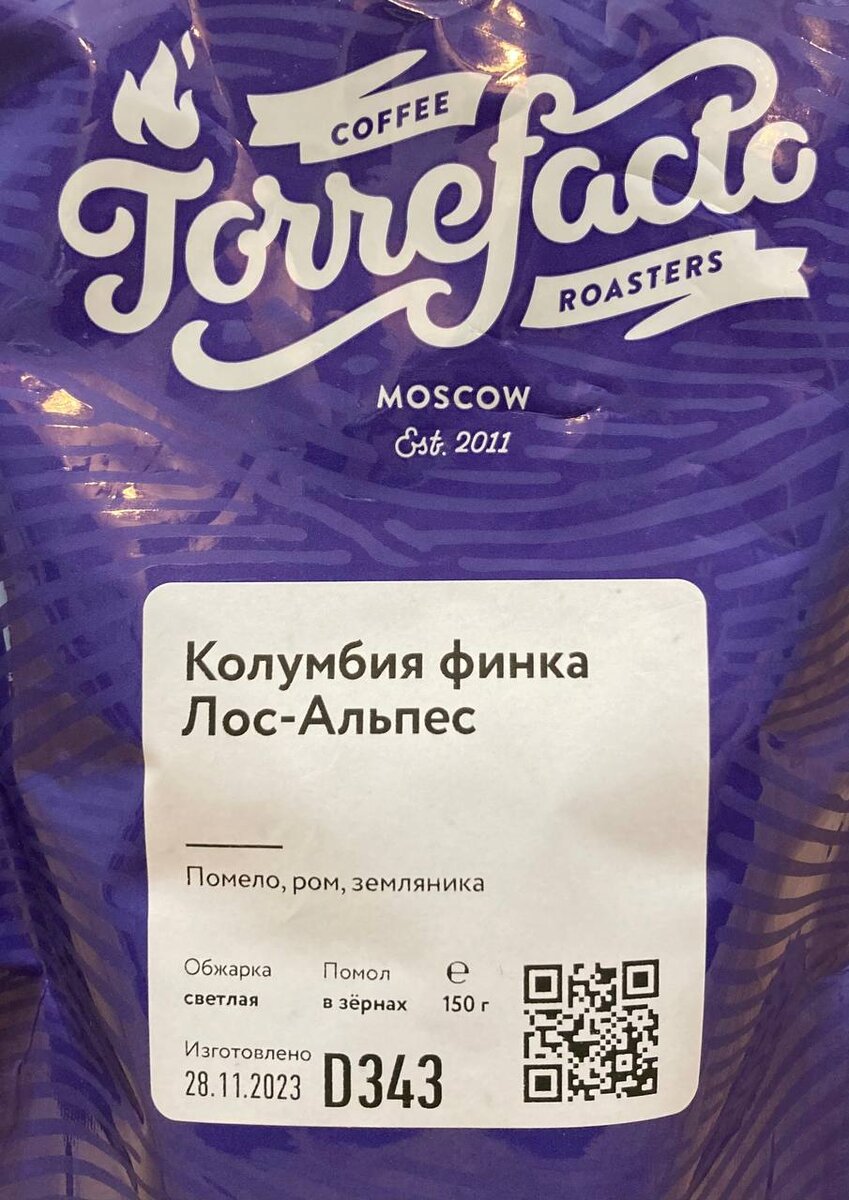 COFFEE
Torrefacto
ROASTERS
MOSCOW
Est. 2011
Колумбия финка
Лос-Альпес
Помело, ром, земляника
Обжарка Помол ℮
светлая в зёрнах 150 г
Изготовлено
28.11.2023 D343